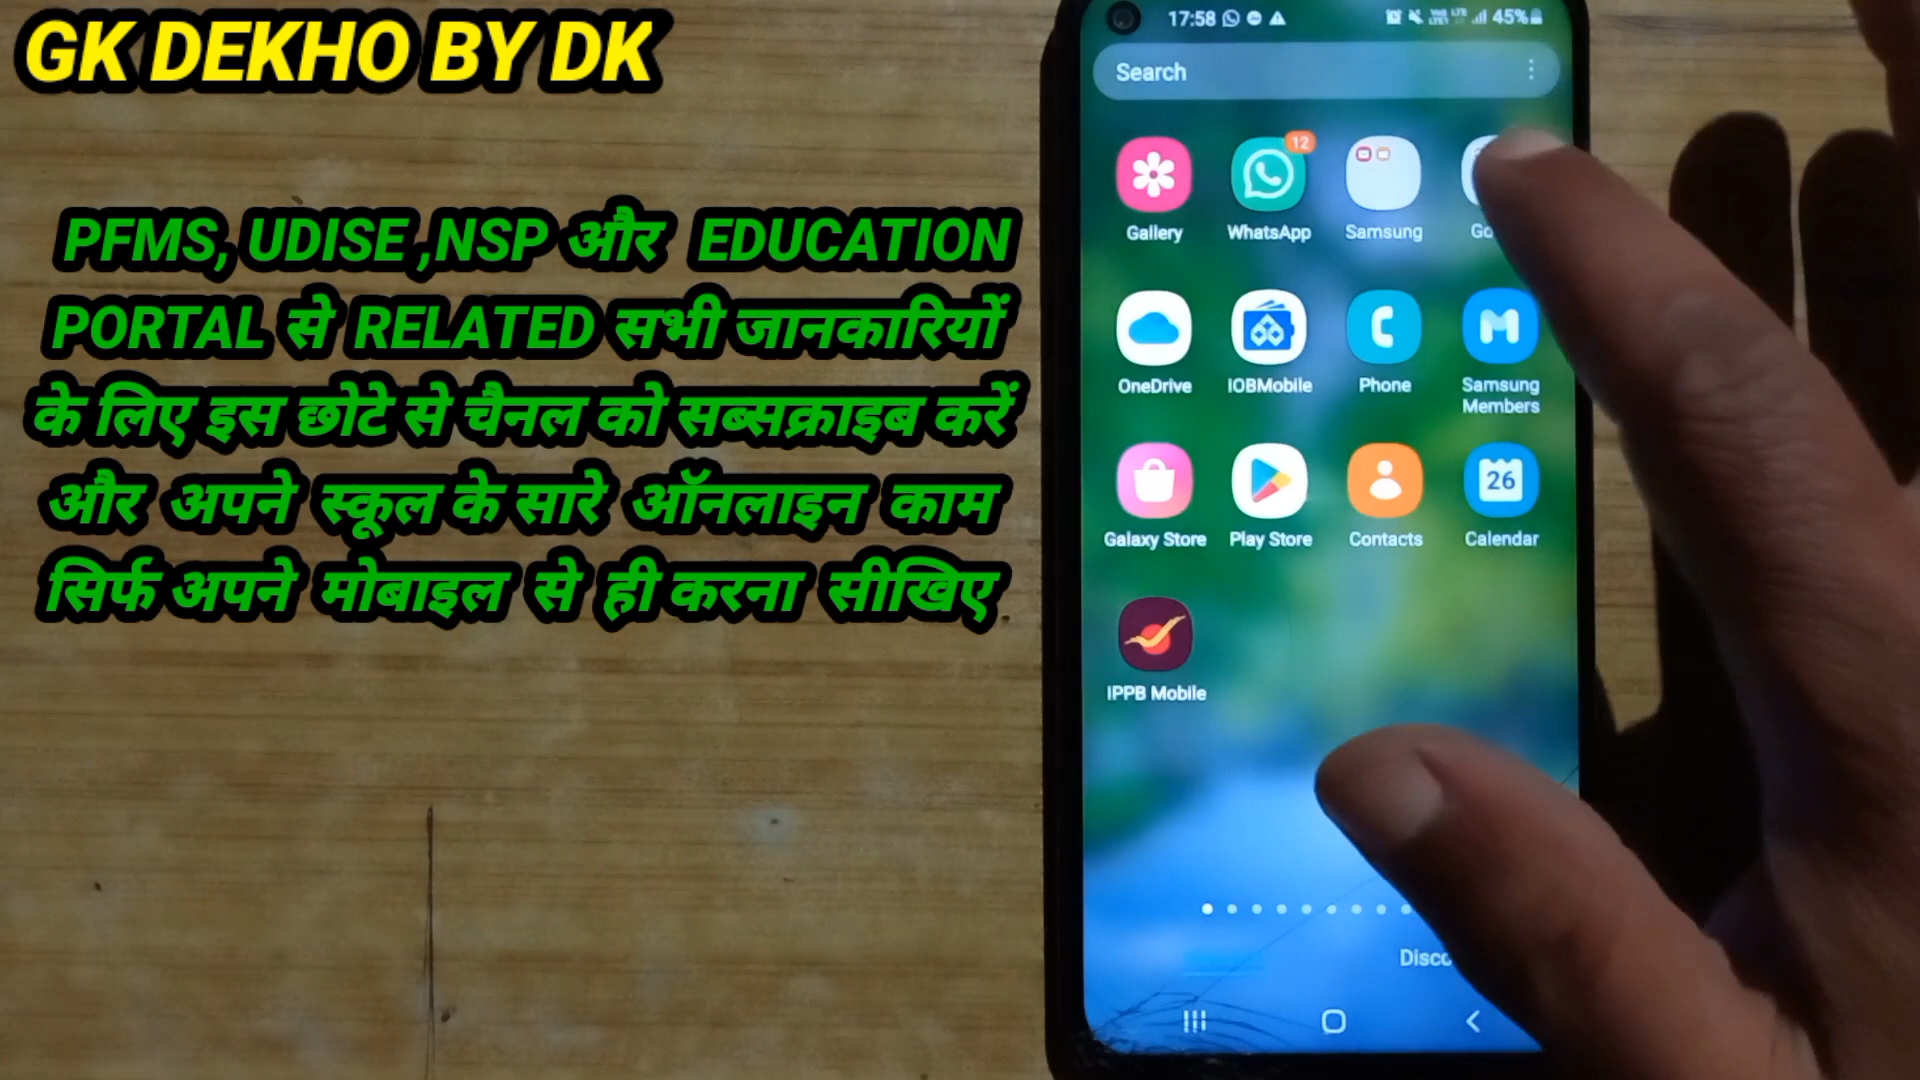 GK DEKHO BY DK
PFMS, UDISE ,NSP और EDUCATION
PORTAL से RELATED सभी जानकारियों
के लिए इस छोटे से चैनल को सब्सक्राइब करें
और अपने स्कूल के सारे ऑनलाइन काम
सिर्फ अपने मोबाइल से ही करना सीखिए
17:58 45%
Search
12
Gallery WhatsApp Samsung
OneDrive IOBMobile Phone Samsung
Members
26
Galaxy Store Play Store Contacts Calendar
IPPB Mobile